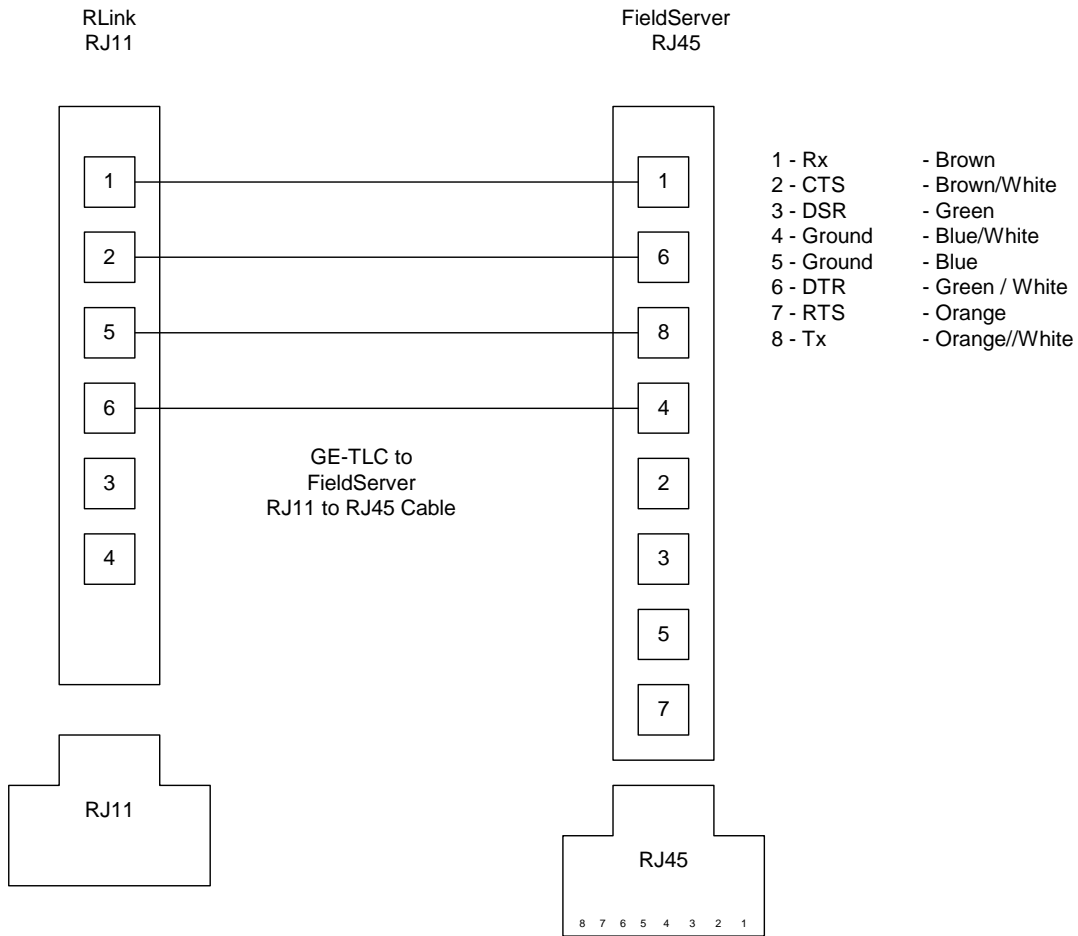 RLink
RJ11
FieldServer
RJ45
1 1
2 6
5 8
6 4
3 2
4 3
5
7
GE-TLC to
FieldServer
RJ11 to RJ45 Cable
1 - Rx - Brown
2 - CTS - Brown/White
3 - DSR - Green
4 - Ground - Blue/White
5 - Ground - Blue
6 - DTR - Green / White
7 - RTS - Orange
8 - Tx - Orange//White
RJ11
RJ45
8 7 6 5 4 3 2 1